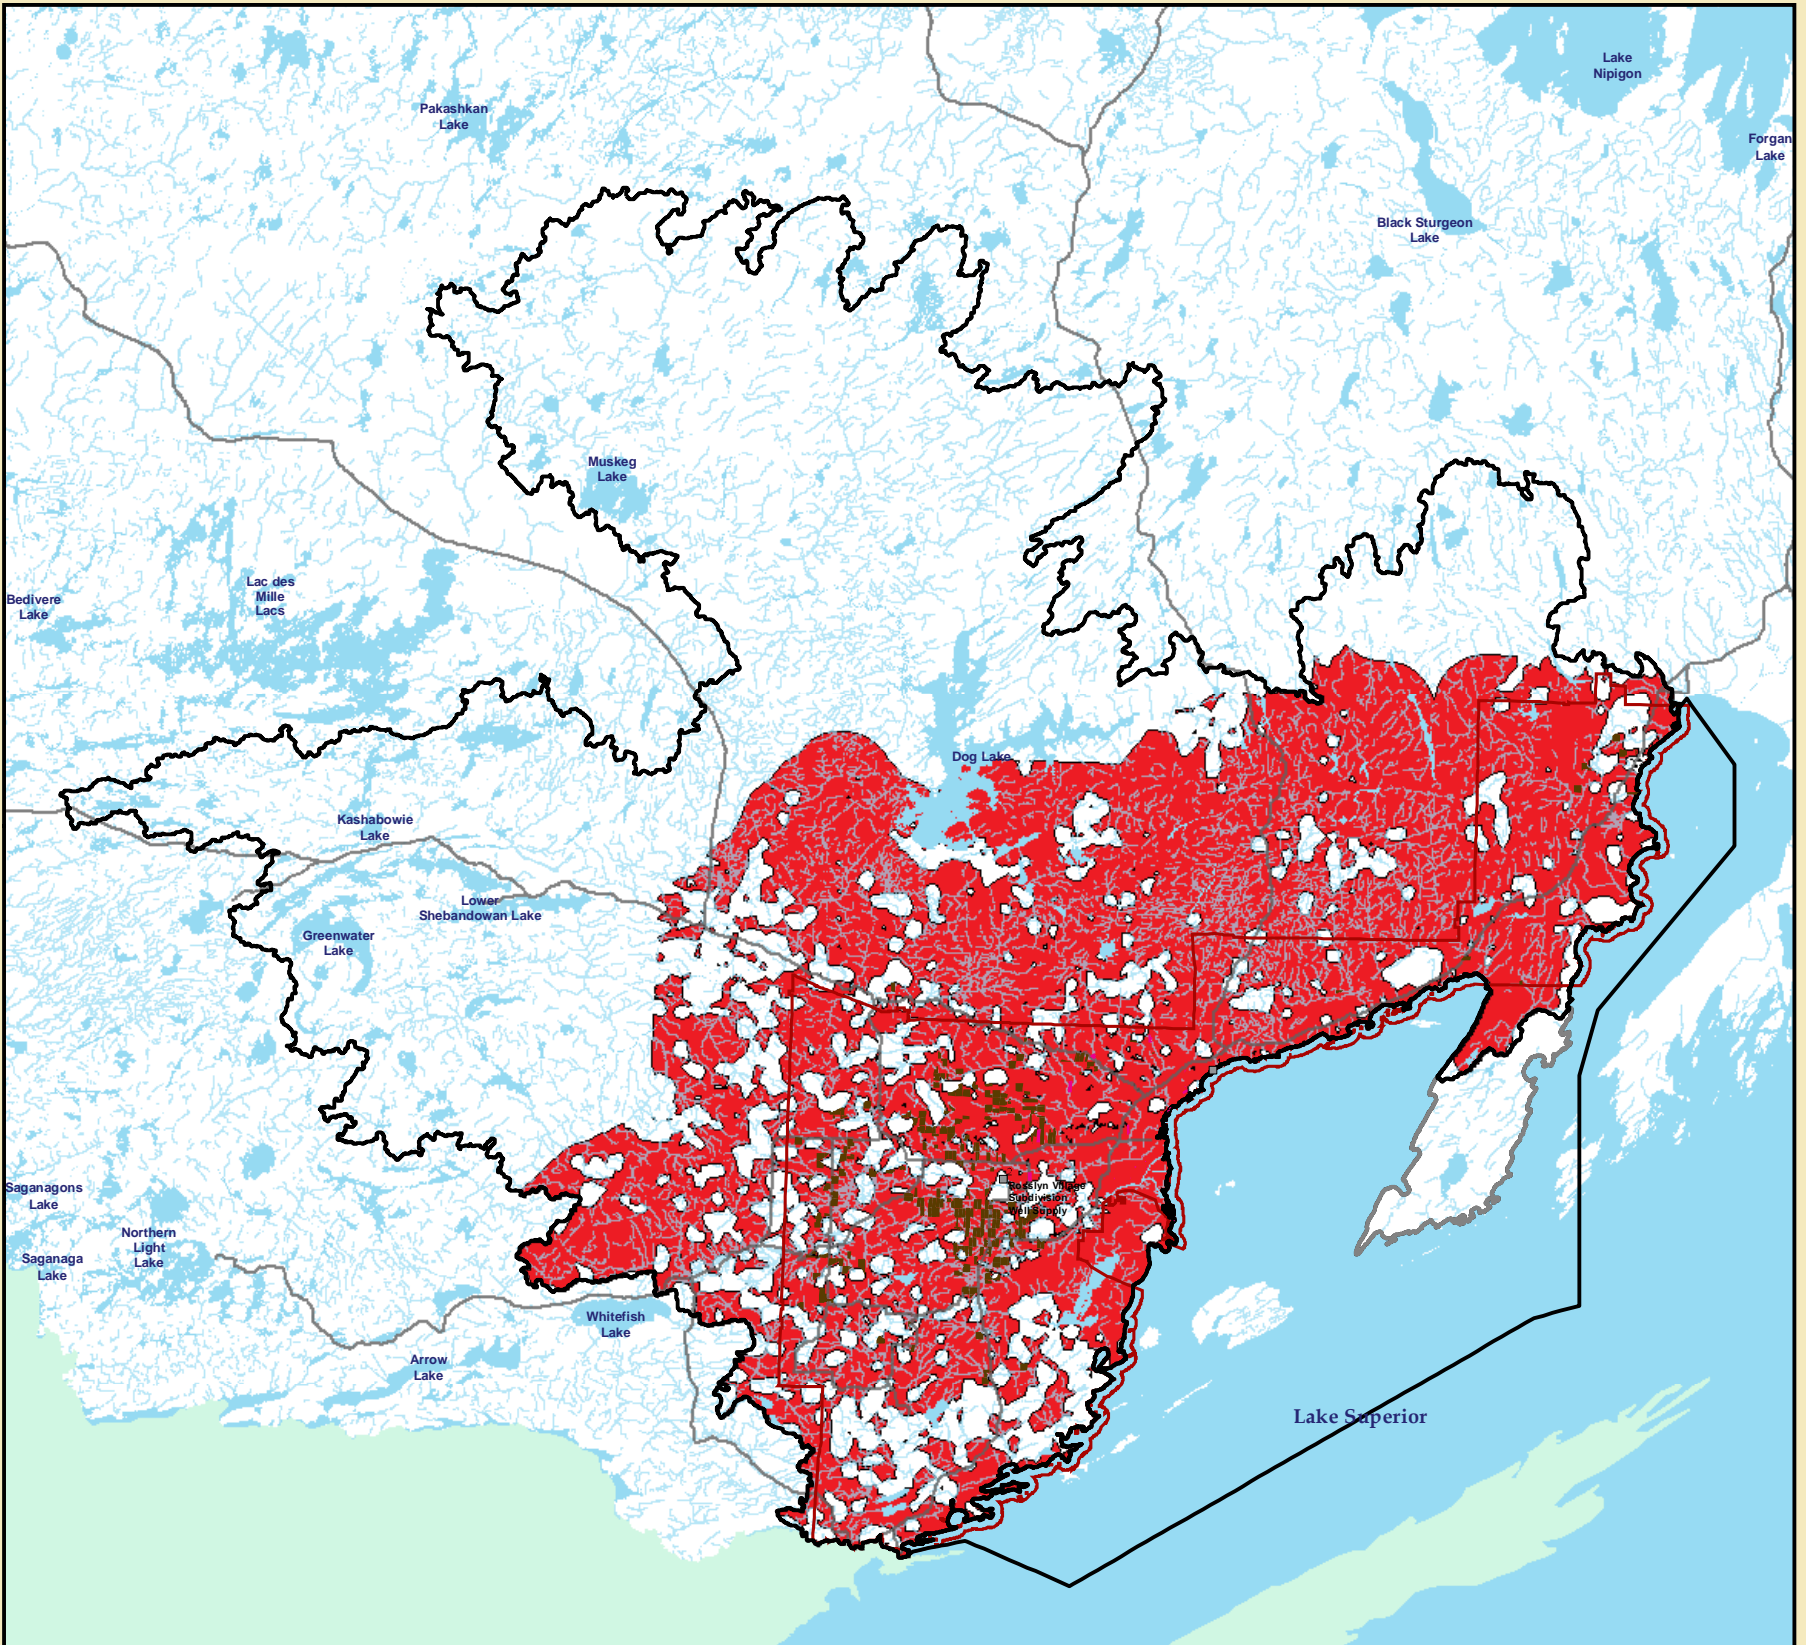 Lake
Nipigon
Pakashkan
Lake
Forgan
Lake
Black Sturgeon
Lake
Muskeg
Lake
Lac des
Mille
Lacs
Bedivere
Lake
Dog Lake
Kashabowie
Lake
Lower
Shebandowan Lake
Greenwater
Lake
Saganagons
Lake
Rosslyn Village
Subdivision
Well Supply
Northern
Light
Lake
Saganaga
Lake
Whitefish
Lake
Arrow
Lake
Lake Superior